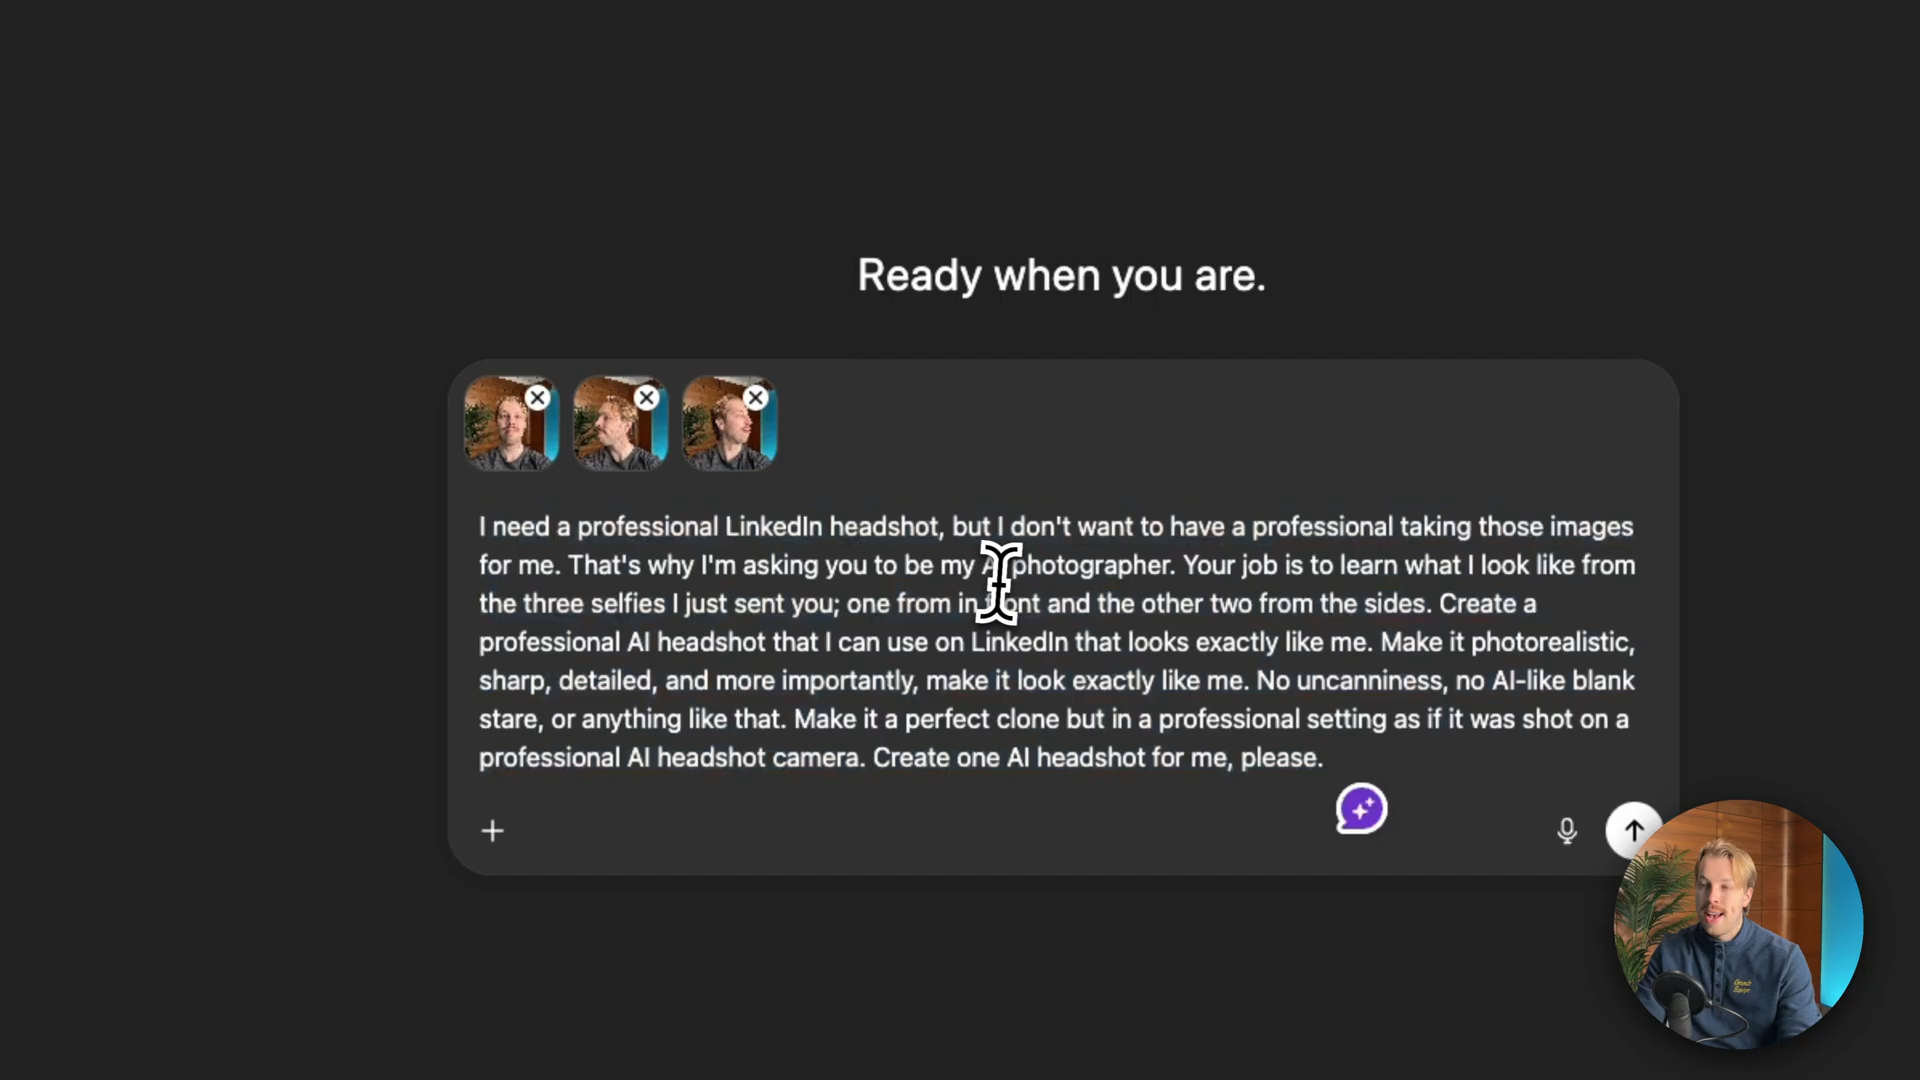 Ready when you are.
I need a professional LinkedIn headshot, but I don't want to have a professional taking those images
for me. That's why I'm asking you to be my AI photographer. Your job is to learn what I look like from
the three selfies I just sent you; one from in front and the other two from the sides. Create a
professional AI headshot that I can use on LinkedIn that looks exactly like me. Make it photorealistic,
sharp, detailed, and more importantly, make it look exactly like me. No uncanniness, no AI-like blank
stare, or anything like that. Make it a perfect clone but in a professional setting as if it was shot on a
professional AI headshot camera. Create one AI headshot for me, please.